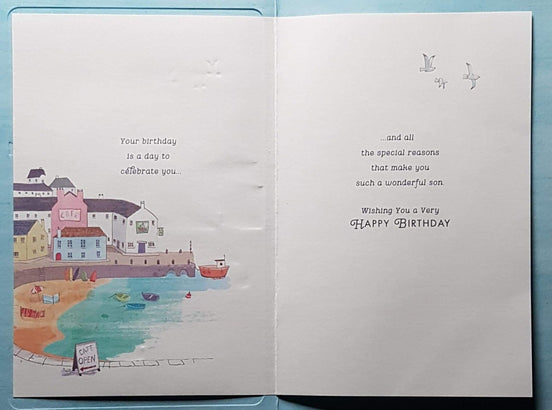 Your birthday
is a day to
celebrate you...
Café
CAFE
OPEN
...and all
the special reasons
that make you
such a wonderful son.
Wishing You a Very
HAPPY BIRTHDAY